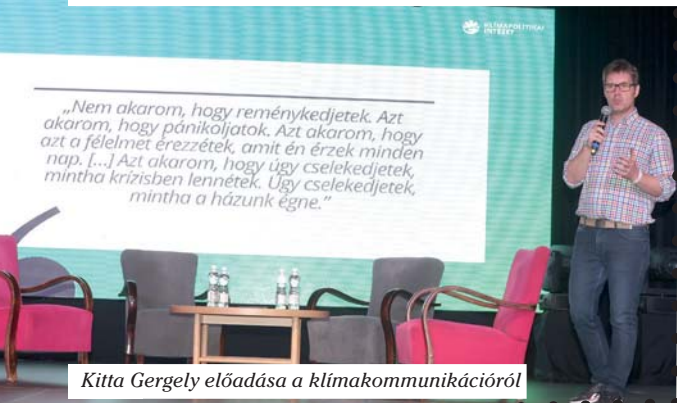 KLÍMAPOLITIKAI
INTÉZET
„Nem akarom, hogy reménykedjetek. Azt
akarom, hogy pánikoljatok. Azt akarom, hogy
azt a félelmet érezzétek, amit én érzek minden
nap. [...] Azt akarom, hogy úgy cselekedjetek,
mintha krízisben lennétek. Úgy cselekedjetek,
mintha a házunk égne.”
Kitta Gergely előadása a klímakommunikációról